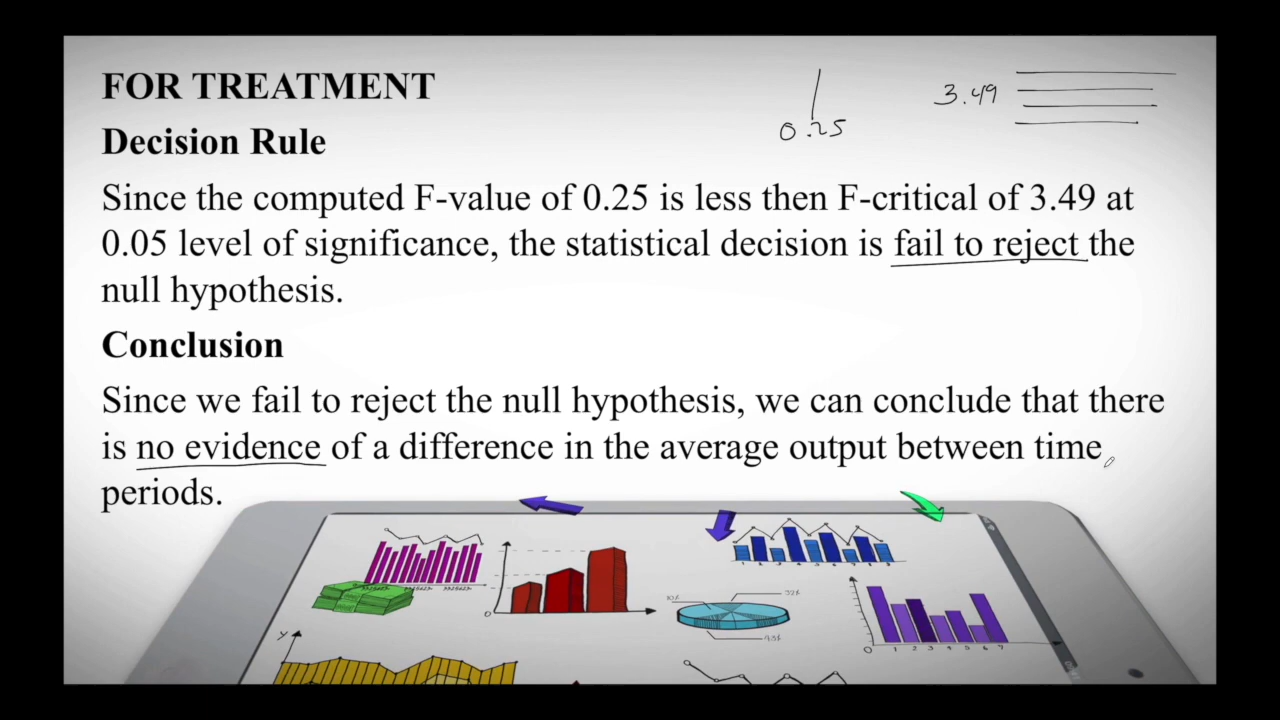 FOR TREATMENT
0.25
3.49
Decision Rule
Since the computed F-value of 0.25 is less then F-critical of 3.49 at
0.05 level of significance, the statistical decision is fail to reject the
null hypothesis.
Conclusion
Since we fail to reject the null hypothesis, we can conclude that there
is no evidence of a difference in the average output between time
periods.